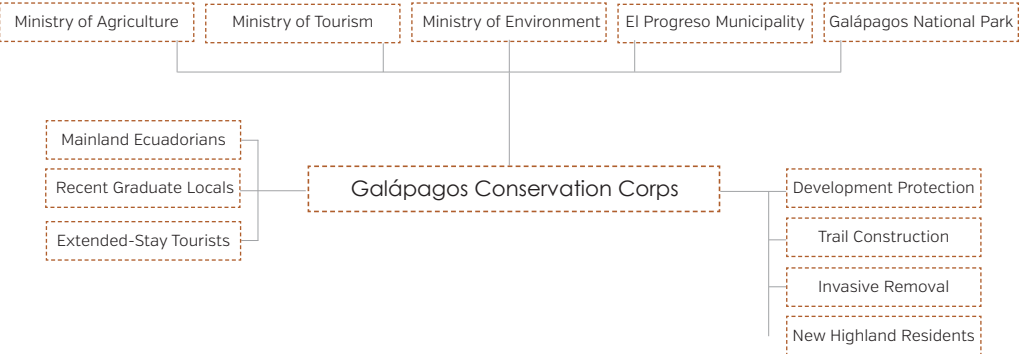 Ministry of Agriculture
Ministry of Tourism
Ministry of Environment
El Progreso Municipality
Galápagos National Park
Mainland Ecuadorians
Recent Graduate Locals
Extended-Stay Tourists
Galápagos Conservation Corps
Development Protection
Trail Construction
Invasive Removal
New Highland Residents